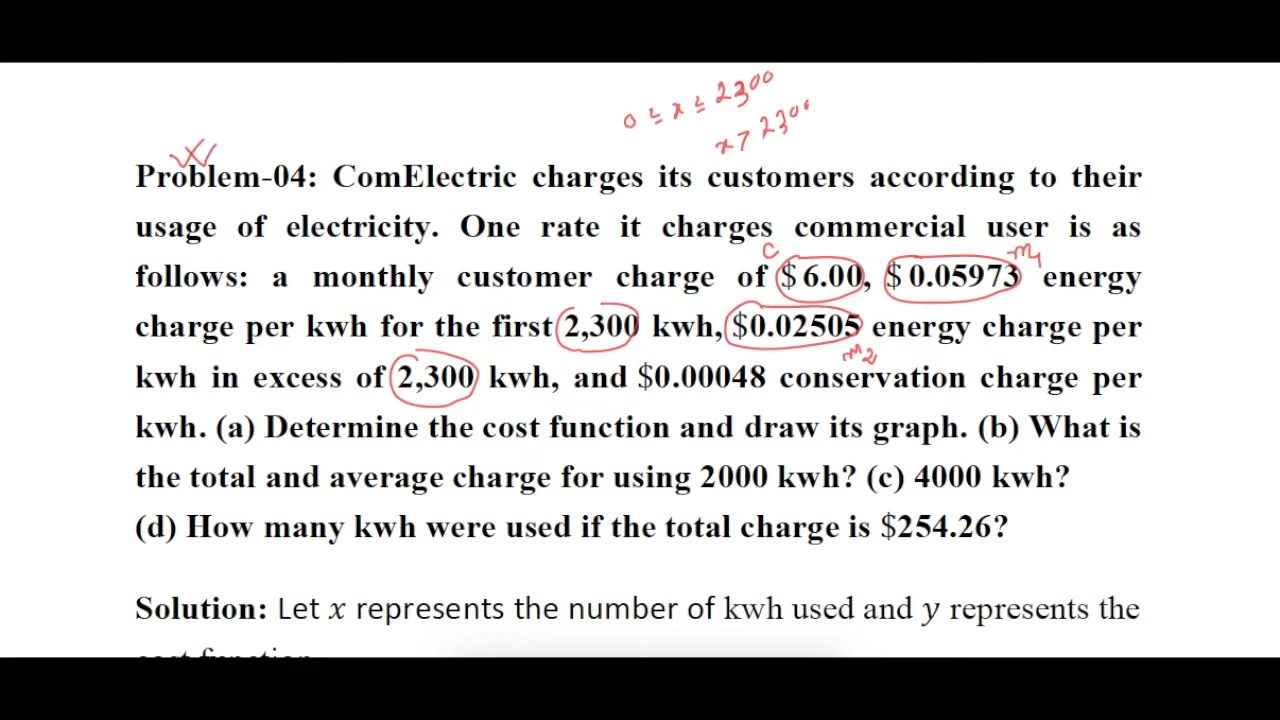 0 ≤ x ≤ 2300
x > 2300
Problem-04: ComElectric charges its customers according to their
usage of electricity. One rate it charges commercial user is as
C
m1
follows: a monthly customer charge of $ 6.00, $ 0.05973 energy
charge per kwh for the first 2,300 kwh, $0.02505 energy charge per
m2
kwh in excess of 2,300 kwh, and $0.00048 conservation charge per
kwh. (a) Determine the cost function and draw its graph. (b) What is
the total and average charge for using 2000 kwh? (c) 4000 kwh?
(d) How many kwh were used if the total charge is $254.26?
Solution: Let x represents the number of kwh used and y represents the
cost function